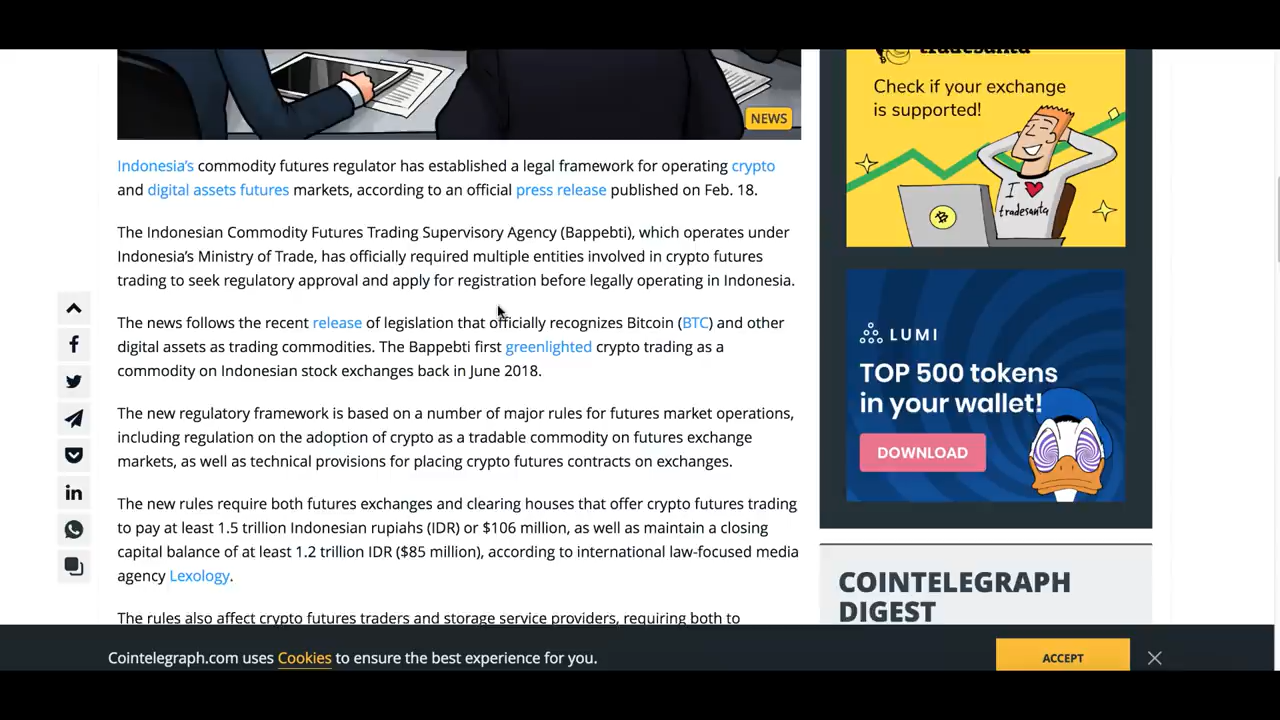 tradesanta
Check if your exchange
is supported!
I
tradesanta
NEWS
Indonesia's commodity futures regulator has established a legal framework for operating crypto
and digital assets futures markets, according to an official press release published on Feb. 18.
The Indonesian Commodity Futures Trading Supervisory Agency (Bappebti), which operates under
Indonesia's Ministry of Trade, has officially required multiple entities involved in crypto futures
trading to seek regulatory approval and apply for registration before legally operating in Indonesia.
The news follows the recent release of legislation that officially recognizes Bitcoin (BTC) and other
digital assets as trading commodities. The Bappebti first greenlighted crypto trading as a
commodity on Indonesian stock exchanges back in June 2018.
The new regulatory framework is based on a number of major rules for futures market operations,
including regulation on the adoption of crypto as a tradable commodity on futures exchange
markets, as well as technical provisions for placing crypto futures contracts on exchanges.
The new rules require both futures exchanges and clearing houses that offer crypto futures trading
to pay at least 1.5 trillion Indonesian rupiahs (IDR) or $106 million, as well as maintain a closing
capital balance of at least 1.2 trillion IDR ($85 million), according to international law-focused media
agency Lexology.
The rules also affect crypto futures traders and storage service providers, requiring both to
LUMI
TOP 500 tokens
in your wallet!
DOWNLOAD
COINTELEGRAPH
DIGEST
Cointelegraph.com uses Cookies to ensure the best experience for you.
ACCEPT